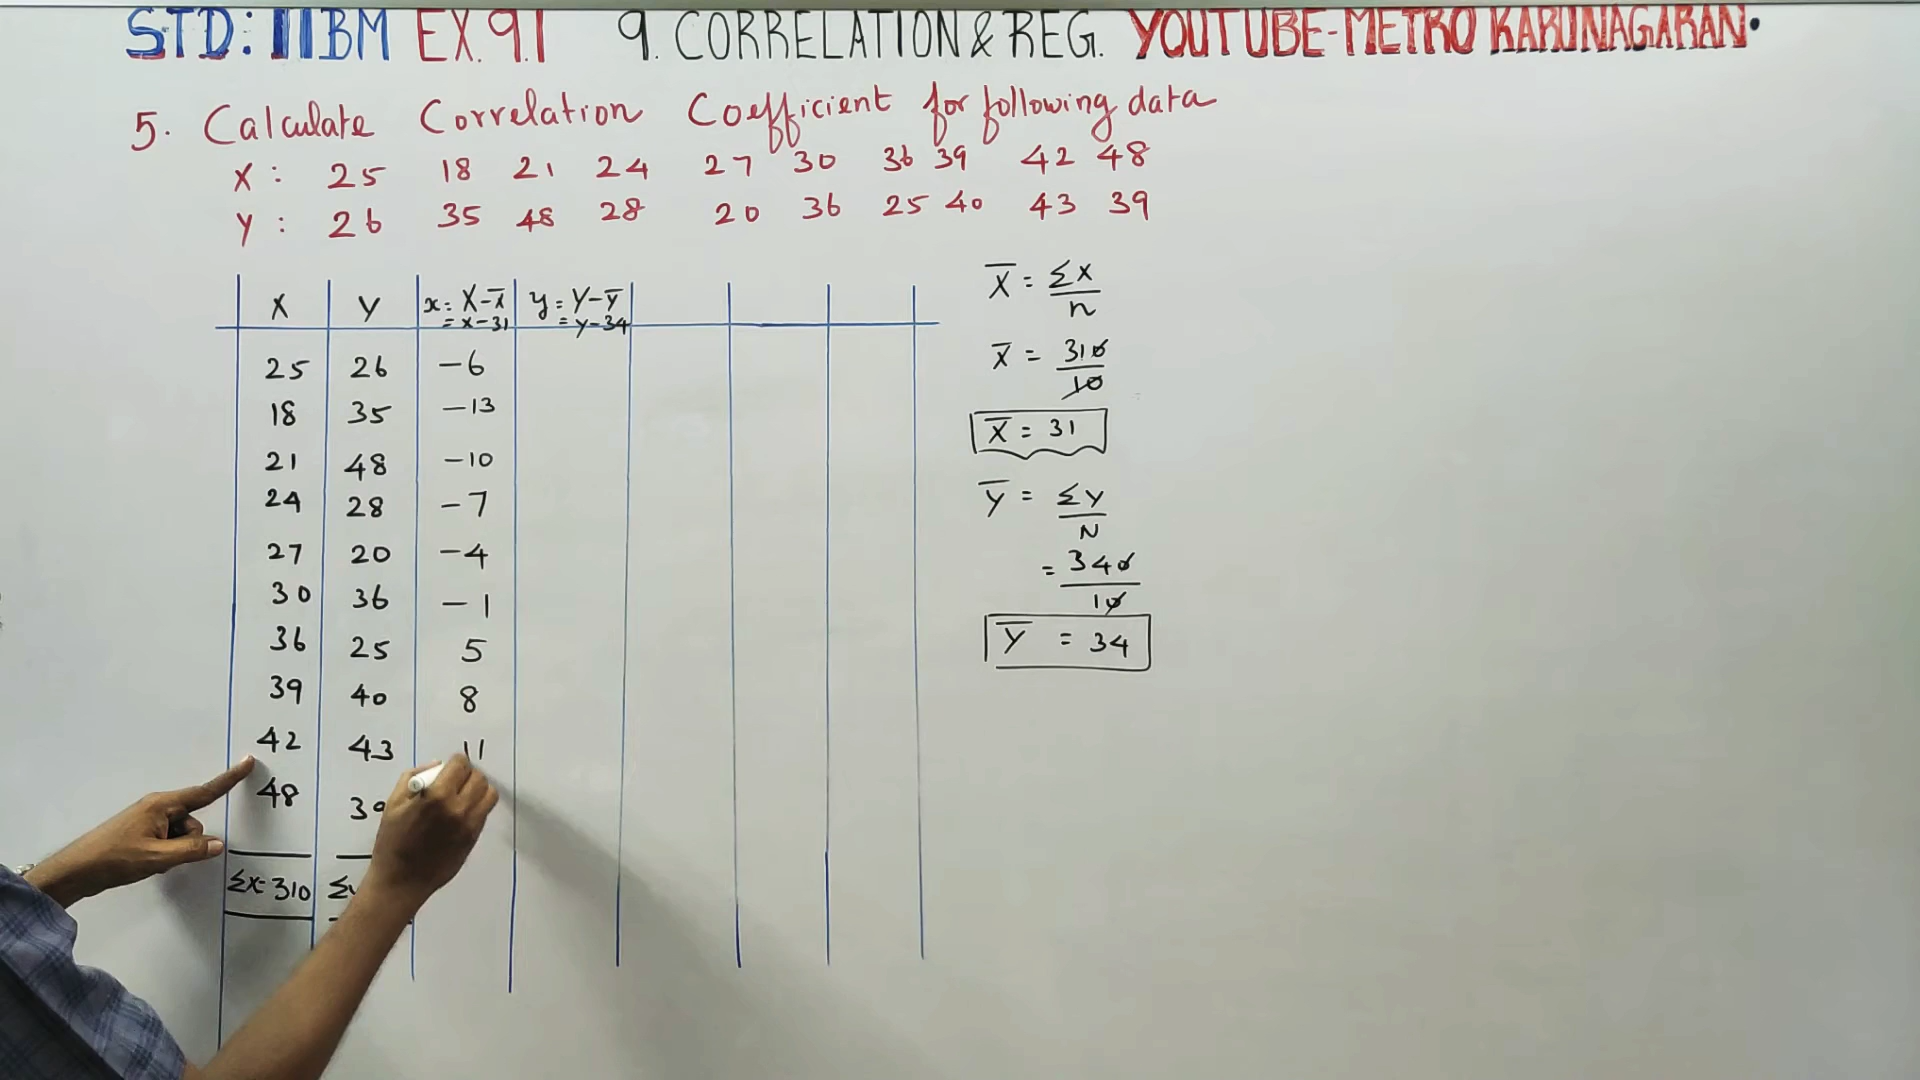 STD: 11BM EX. 9.1 9. CORRELATION & REG. YOUTUBE-METRO KARUNAGARAN.
5. Calculate Correlation Coefficient for following data
X : 25 18 21 24 27 30 36 39 42 48
Y : 26 35 48 28 20 36 25 40 43 39
X Y x = X-X̅ y = Y-Y̅
= x-31 = y-34
25 26 -6
18 35 -13
21 48 -10
24 28 -7
27 20 -4
30 36 -1
36 25 5
39 40 8
42 43 11
48 39
Σx= 310
X̅ = Σx/n
X̅ = 310/10
X̅ = 31
Y̅ = Σy/N
= 340/10
Y̅ = 34